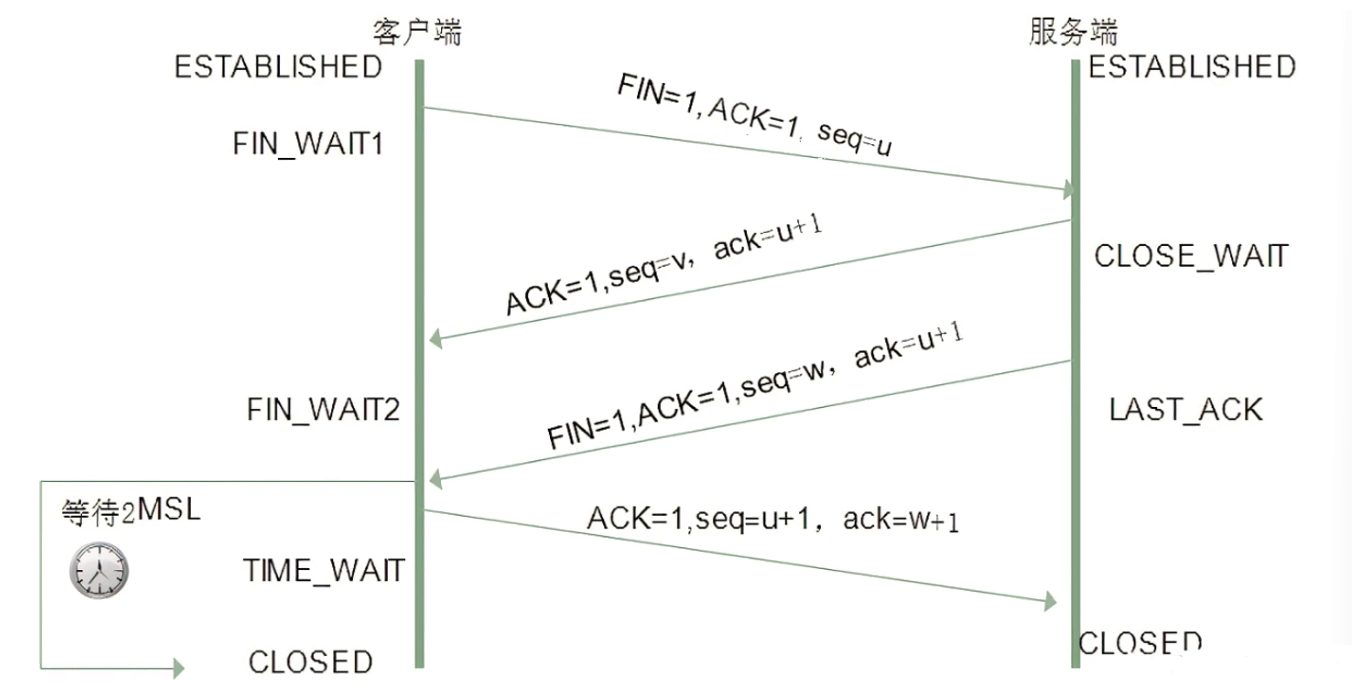 客户端
服务端
ESTABLISHED
ESTABLISHED
FIN=1, ACK=1, seq=u
FIN_WAIT1
ACK=1,seq=v，ack=u+1
CLOSE_WAIT
FIN=1,ACK=1,seq=w，ack=u+1
FIN_WAIT2
LAST_ACK
等待2MSL
ACK=1,seq=u+1，ack=w+1
TIME_WAIT
CLOSED
CLOSED